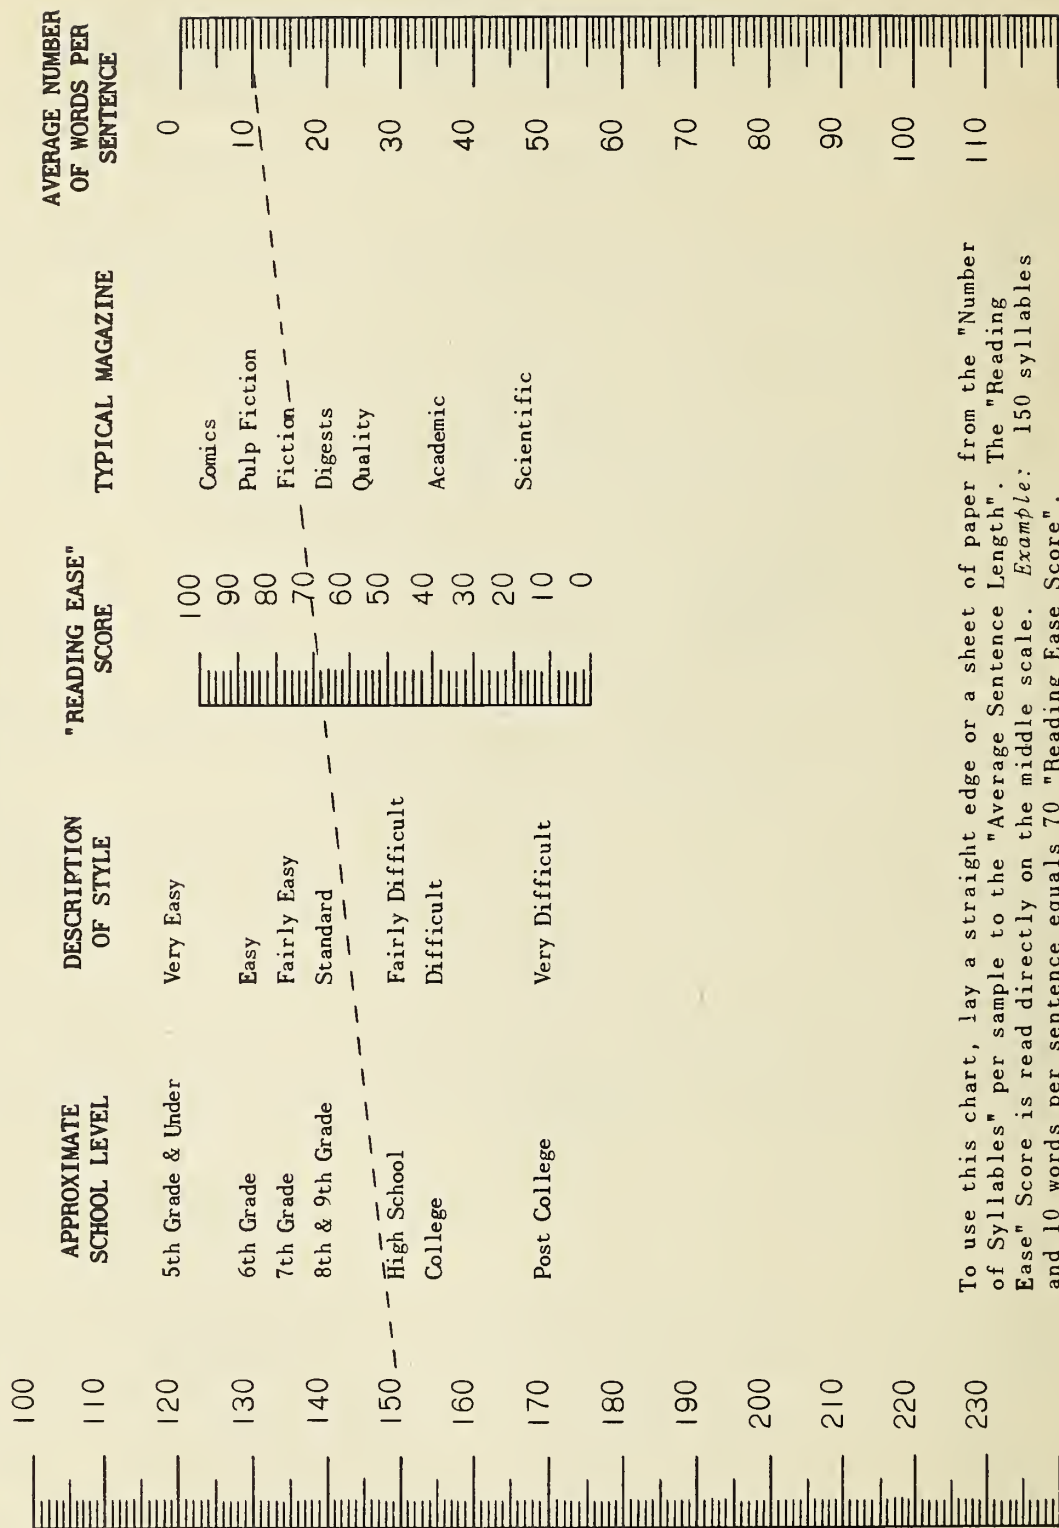 AVERAGE NUMBER
OF WORDS PER
SENTENCE
0
10
20
30
40
50
60
70
80
90
100
110
TYPICAL MAGAZINE
Comics
Pulp Fiction
Fiction
Digests
Quality
Academic
Scientific
"READING EASE"
SCORE
100
90
80
70
60
50
40
30
20
10
0
DESCRIPTION
OF STYLE
Very Easy
Easy
Fairly Easy
Standard
Fairly Difficult
Difficult
Very Difficult
APPROXIMATE
SCHOOL LEVEL
5th Grade & Under
6th Grade
7th Grade
8th & 9th Grade
High School
College
Post College
100
110
120
130
140
150
160
170
180
190
200
210
220
230
To use this chart, lay a straight edge or a sheet of paper from the "Number
of Syllables" per sample to the "Average Sentence Length". The "Reading
Ease" Score is read directly on the middle scale. Example: 150 syllables
and 10 words per sentence equals 70 "Reading Ease Score".